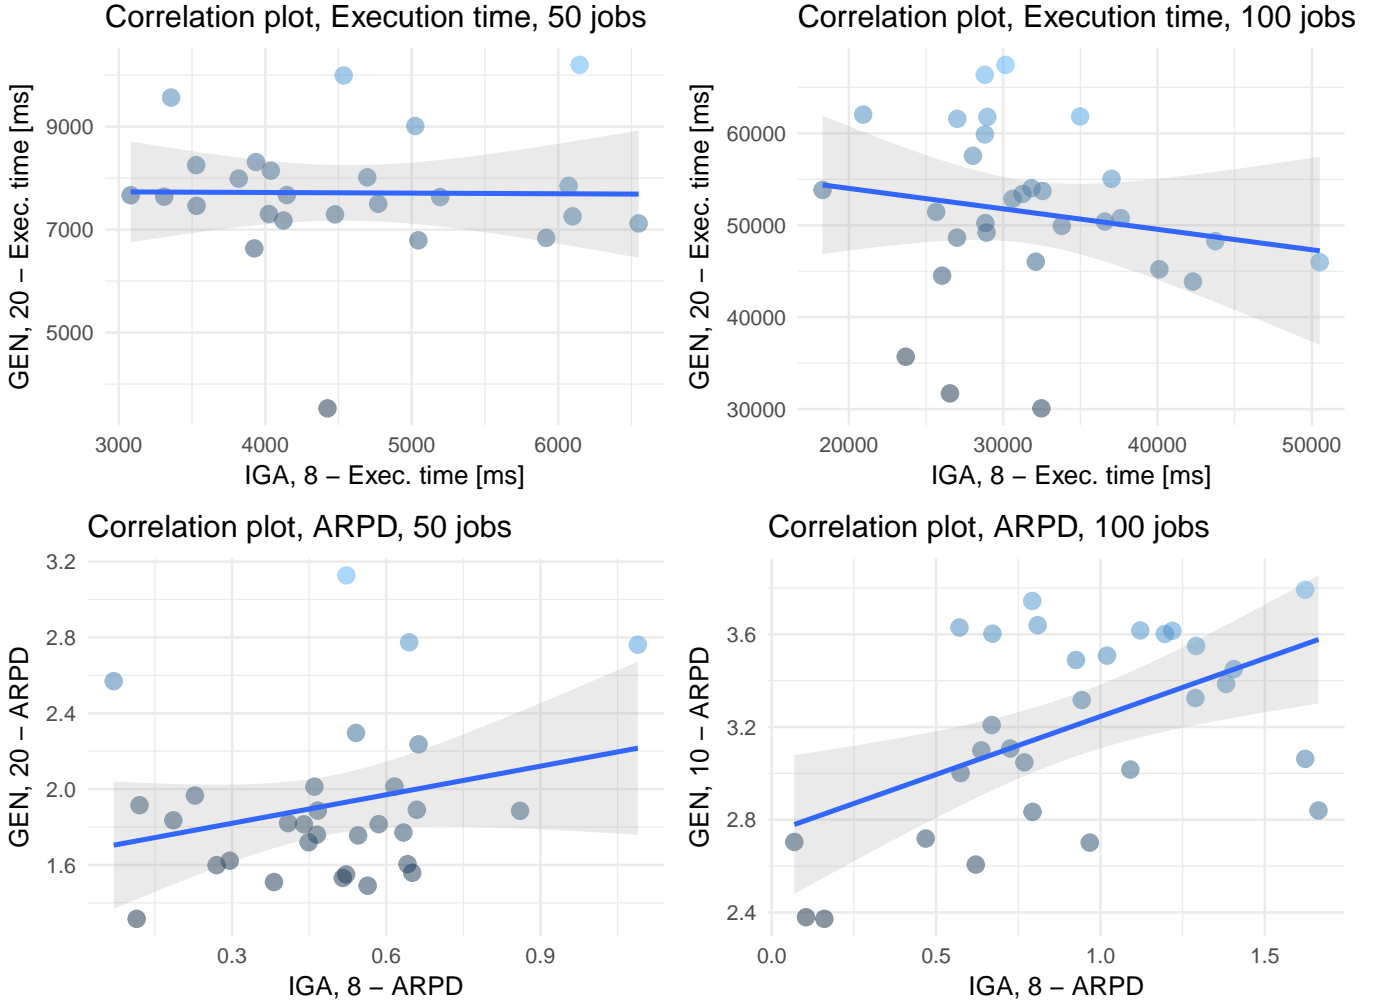 Correlation plot, Execution time, 50 jobs
GEN, 20 − Exec. time [ms]
9000
7000
5000
3000 4000 5000 6000
IGA, 8 − Exec. time [ms]
Correlation plot, Execution time, 100 jobs
GEN, 20 − Exec. time [ms]
60000
50000
40000
30000
20000 30000 40000 50000
IGA, 8 − Exec. time [ms]
Correlation plot, ARPD, 50 jobs
GEN, 20 − ARPD
3.2
2.8
2.4
2.0
1.6
0.3 0.6 0.9
IGA, 8 − ARPD
Correlation plot, ARPD, 100 jobs
GEN, 10 − ARPD
3.6
3.2
2.8
2.4
0.0 0.5 1.0 1.5
IGA, 8 − ARPD